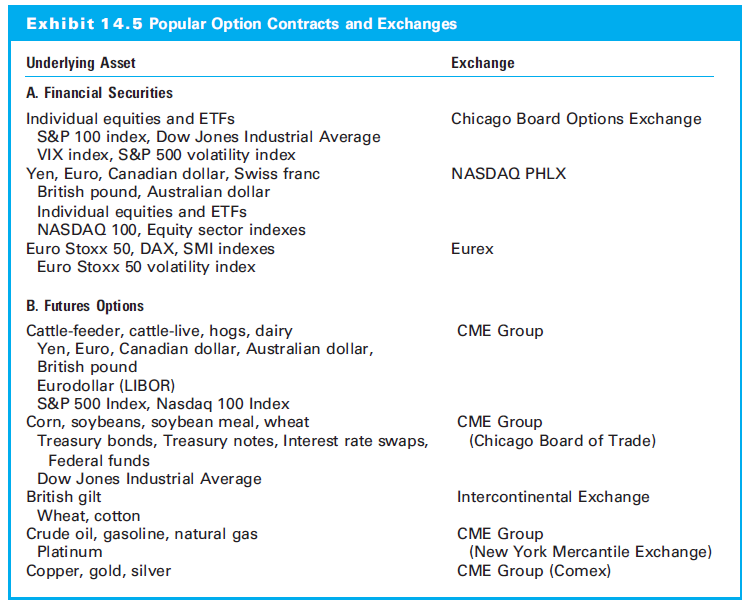 Exhibit 14.5 Popular Option Contracts and Exchanges
Underlying Asset Exchange
A. Financial Securities
Individual equities and ETFs Chicago Board Options Exchange
S&P 100 index, Dow Jones Industrial Average
VIX index, S&P 500 volatility index
Yen, Euro, Canadian dollar, Swiss franc NASDAQ PHLX
British pound, Australian dollar
Individual equities and ETFs
NASDAQ 100, Equity sector indexes
Euro Stoxx 50, DAX, SMI indexes Eurex
Euro Stoxx 50 volatility index
B. Futures Options
Cattle-feeder, cattle-live, hogs, dairy CME Group
Yen, Euro, Canadian dollar, Australian dollar,
British pound
Eurodollar (LIBOR)
S&P 500 Index, Nasdaq 100 Index
Corn, soybeans, soybean meal, wheat CME Group
Treasury bonds, Treasury notes, Interest rate swaps, (Chicago Board of Trade)
Federal funds
Dow Jones Industrial Average
British gilt Intercontinental Exchange
Wheat, cotton
Crude oil, gasoline, natural gas CME Group
Platinum (New York Mercantile Exchange)
Copper, gold, silver CME Group (Comex)